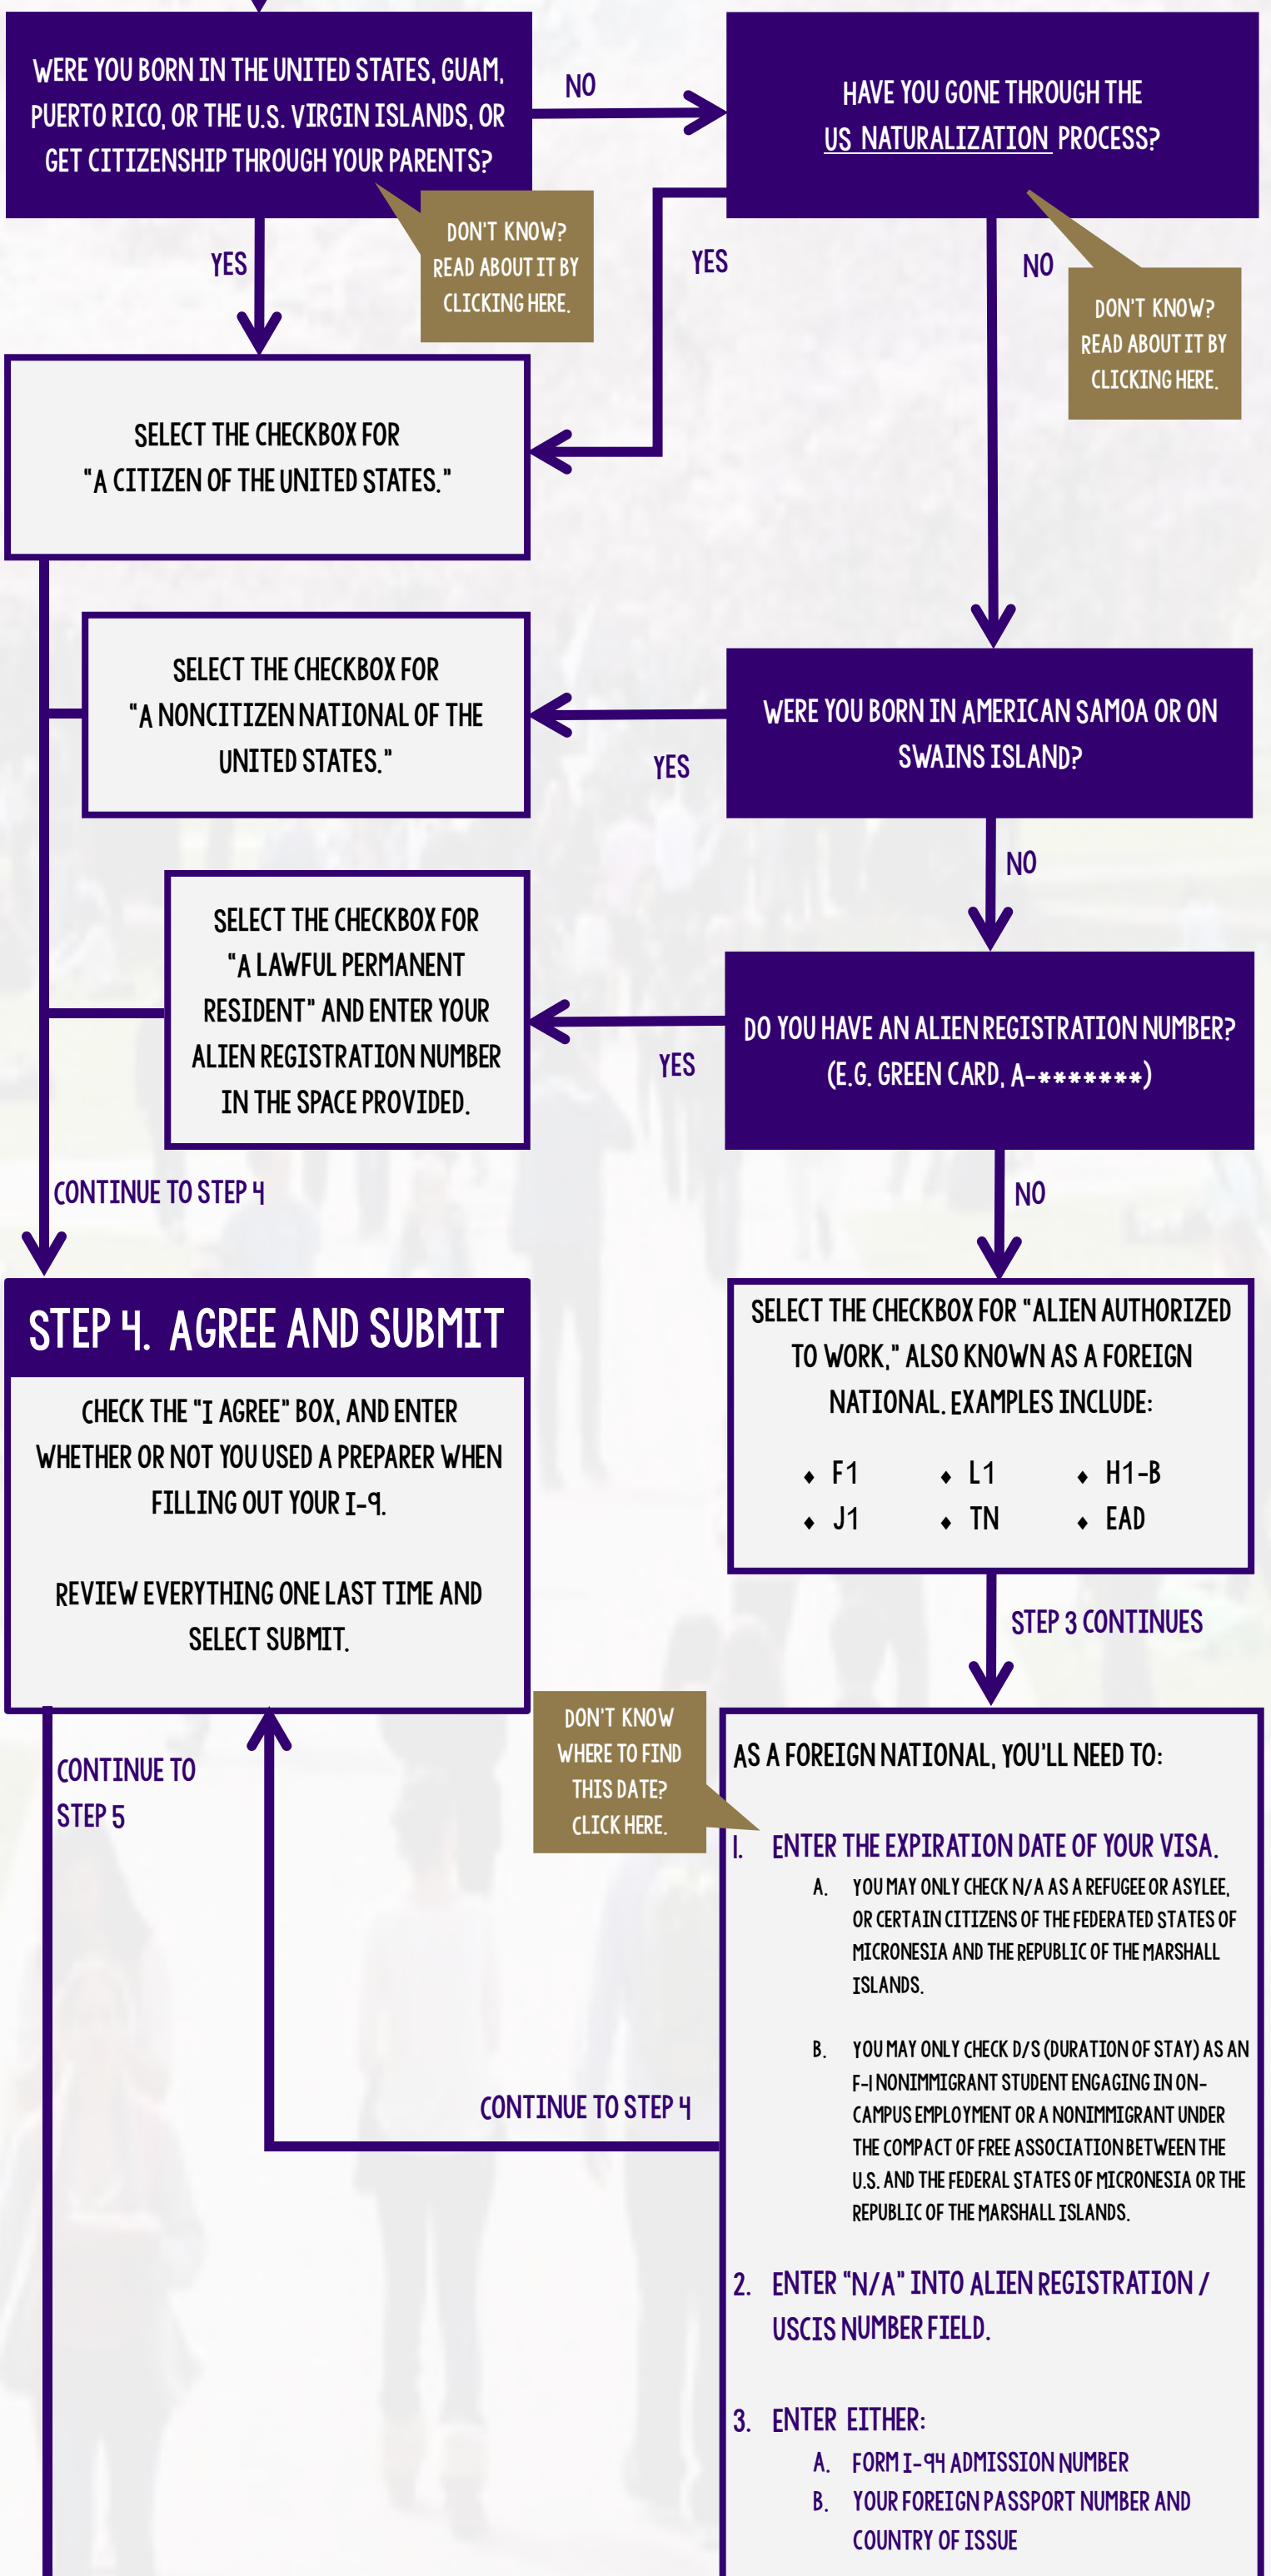 WERE YOU BORN IN THE UNITED STATES, GUAM,
PUERTO RICO, OR THE U.S. VIRGIN ISLANDS, OR
GET CITIZENSHIP THROUGH YOUR PARENTS?
NO
HAVE YOU GONE THROUGH THE
US NATURALIZATION PROCESS?
DON'T KNOW?
READ ABOUT IT BY
CLICKING HERE.
YES
YES
NO
DON'T KNOW?
READ ABOUT IT BY
CLICKING HERE.
SELECT THE CHECKBOX FOR
"A CITIZEN OF THE UNITED STATES."
SELECT THE CHECKBOX FOR
"A NONCITIZEN NATIONAL OF THE
UNITED STATES."
YES
WERE YOU BORN IN AMERICAN SAMOA OR ON
SWAINS ISLAND?
NO
SELECT THE CHECKBOX FOR
"A LAWFUL PERMANENT
RESIDENT" AND ENTER YOUR
ALIEN REGISTRATION NUMBER
IN THE SPACE PROVIDED.
YES
DO YOU HAVE AN ALIEN REGISTRATION NUMBER?
(E.G. GREEN CARD, A-*******)
CONTINUE TO STEP 4
NO
STEP 4. AGREE AND SUBMIT
CHECK THE "I AGREE" BOX, AND ENTER
WHETHER OR NOT YOU USED A PREPARER WHEN
FILLING OUT YOUR I-9.
REVIEW EVERYTHING ONE LAST TIME AND
SELECT SUBMIT.
SELECT THE CHECKBOX FOR "ALIEN AUTHORIZED
TO WORK," ALSO KNOWN AS A FOREIGN
NATIONAL. EXAMPLES INCLUDE:
♦ F1 ♦ L1 ♦ H1-B
♦ J1 ♦ TN ♦ EAD
STEP 3 CONTINUES
DON'T KNOW
WHERE TO FIND
THIS DATE?
CLICK HERE.
CONTINUE TO
STEP 5
AS A FOREIGN NATIONAL, YOU'LL NEED TO:
1. ENTER THE EXPIRATION DATE OF YOUR VISA.
A. YOU MAY ONLY CHECK N/A AS A REFUGEE OR ASYLEE,
OR CERTAIN CITIZENS OF THE FEDERATED STATES OF
MICRONESIA AND THE REPUBLIC OF THE MARSHALL
ISLANDS.
B. YOU MAY ONLY CHECK D/S (DURATION OF STAY) AS AN
F-1 NONIMMIGRANT STUDENT ENGAGING IN ON-
CAMPUS EMPLOYMENT OR A NONIMMIGRANT UNDER
THE COMPACT OF FREE ASSOCIATION BETWEEN THE
U.S. AND THE FEDERAL STATES OF MICRONESIA OR THE
REPUBLIC OF THE MARSHALL ISLANDS.
CONTINUE TO STEP 4
2. ENTER "N/A" INTO ALIEN REGISTRATION /
USCIS NUMBER FIELD.
3. ENTER EITHER:
A. FORM I-94 ADMISSION NUMBER
B. YOUR FOREIGN PASSPORT NUMBER AND
COUNTRY OF ISSUE